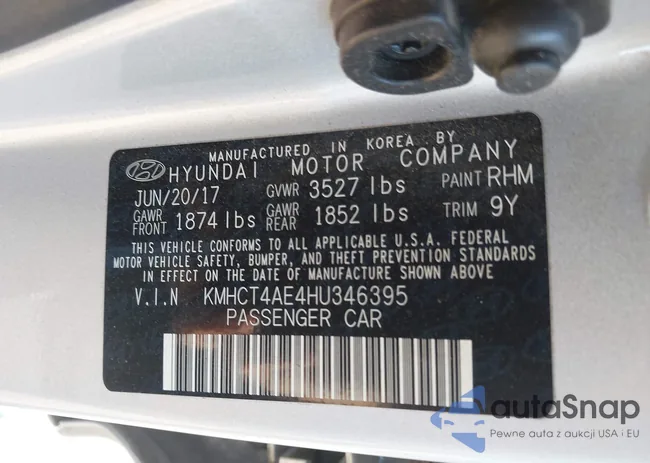 MANUFACTURED IN KOREA BY
HYUNDAI MOTOR COMPANY
JUN/20/17 GVWR 3527 lbs PAINT RHM
GAWR FRONT 1874 lbs GAWR REAR 1852 lbs TRIM 9Y
THIS VEHICLE CONFORMS TO ALL APPLICABLE U.S.A. FEDERAL
MOTOR VEHICLE SAFETY, BUMPER, AND THEFT PREVENTION STANDARDS
IN EFFECT ON THE DATE OF MANUFACTURE SHOWN ABOVE
V.I.N KMHCT4AE4HU346395
PASSENGER CAR
autaSnap
Pewne auta z aukcji USA i EU